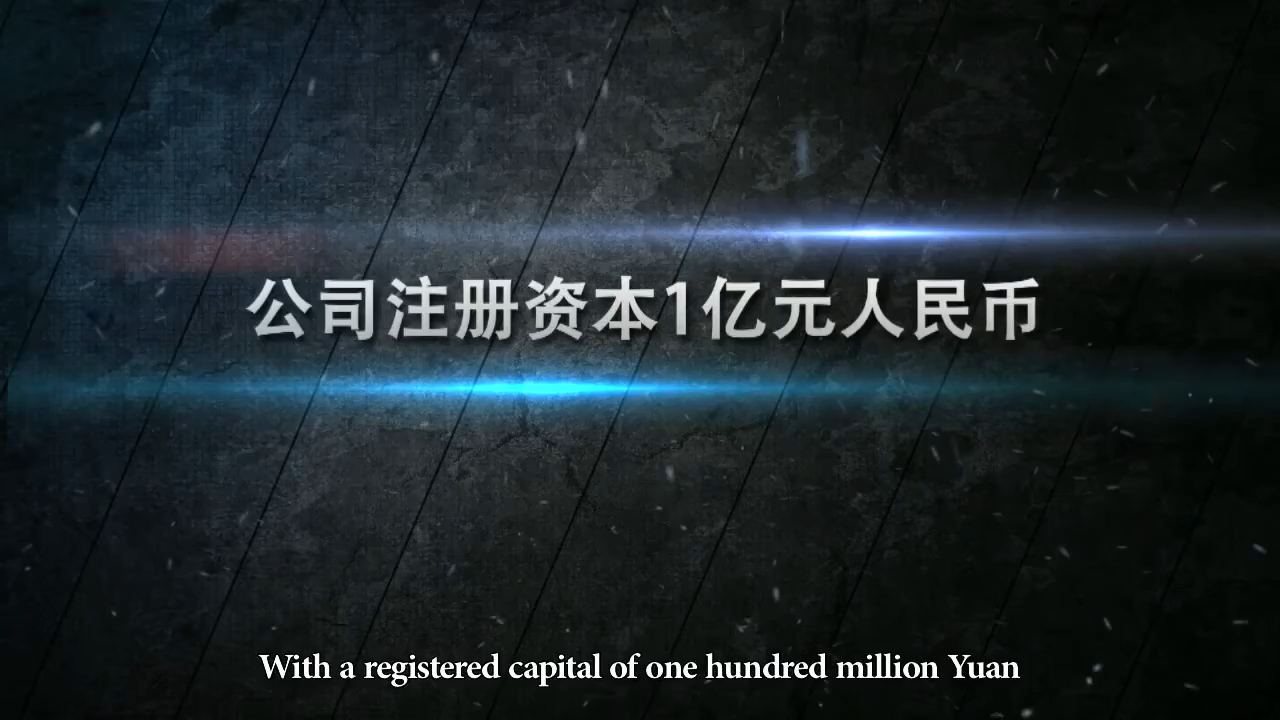 公司注册资本1亿元人民币
With a registered capital of one hundred million Yuan